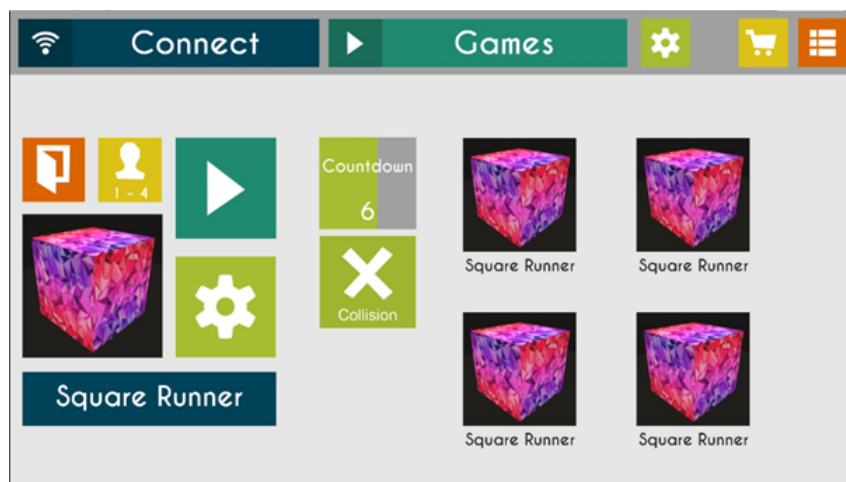 Connect
Games
1 - 4
Countdown
6
Collision
Square Runner
Square Runner
Square Runner
Square Runner
Square Runner